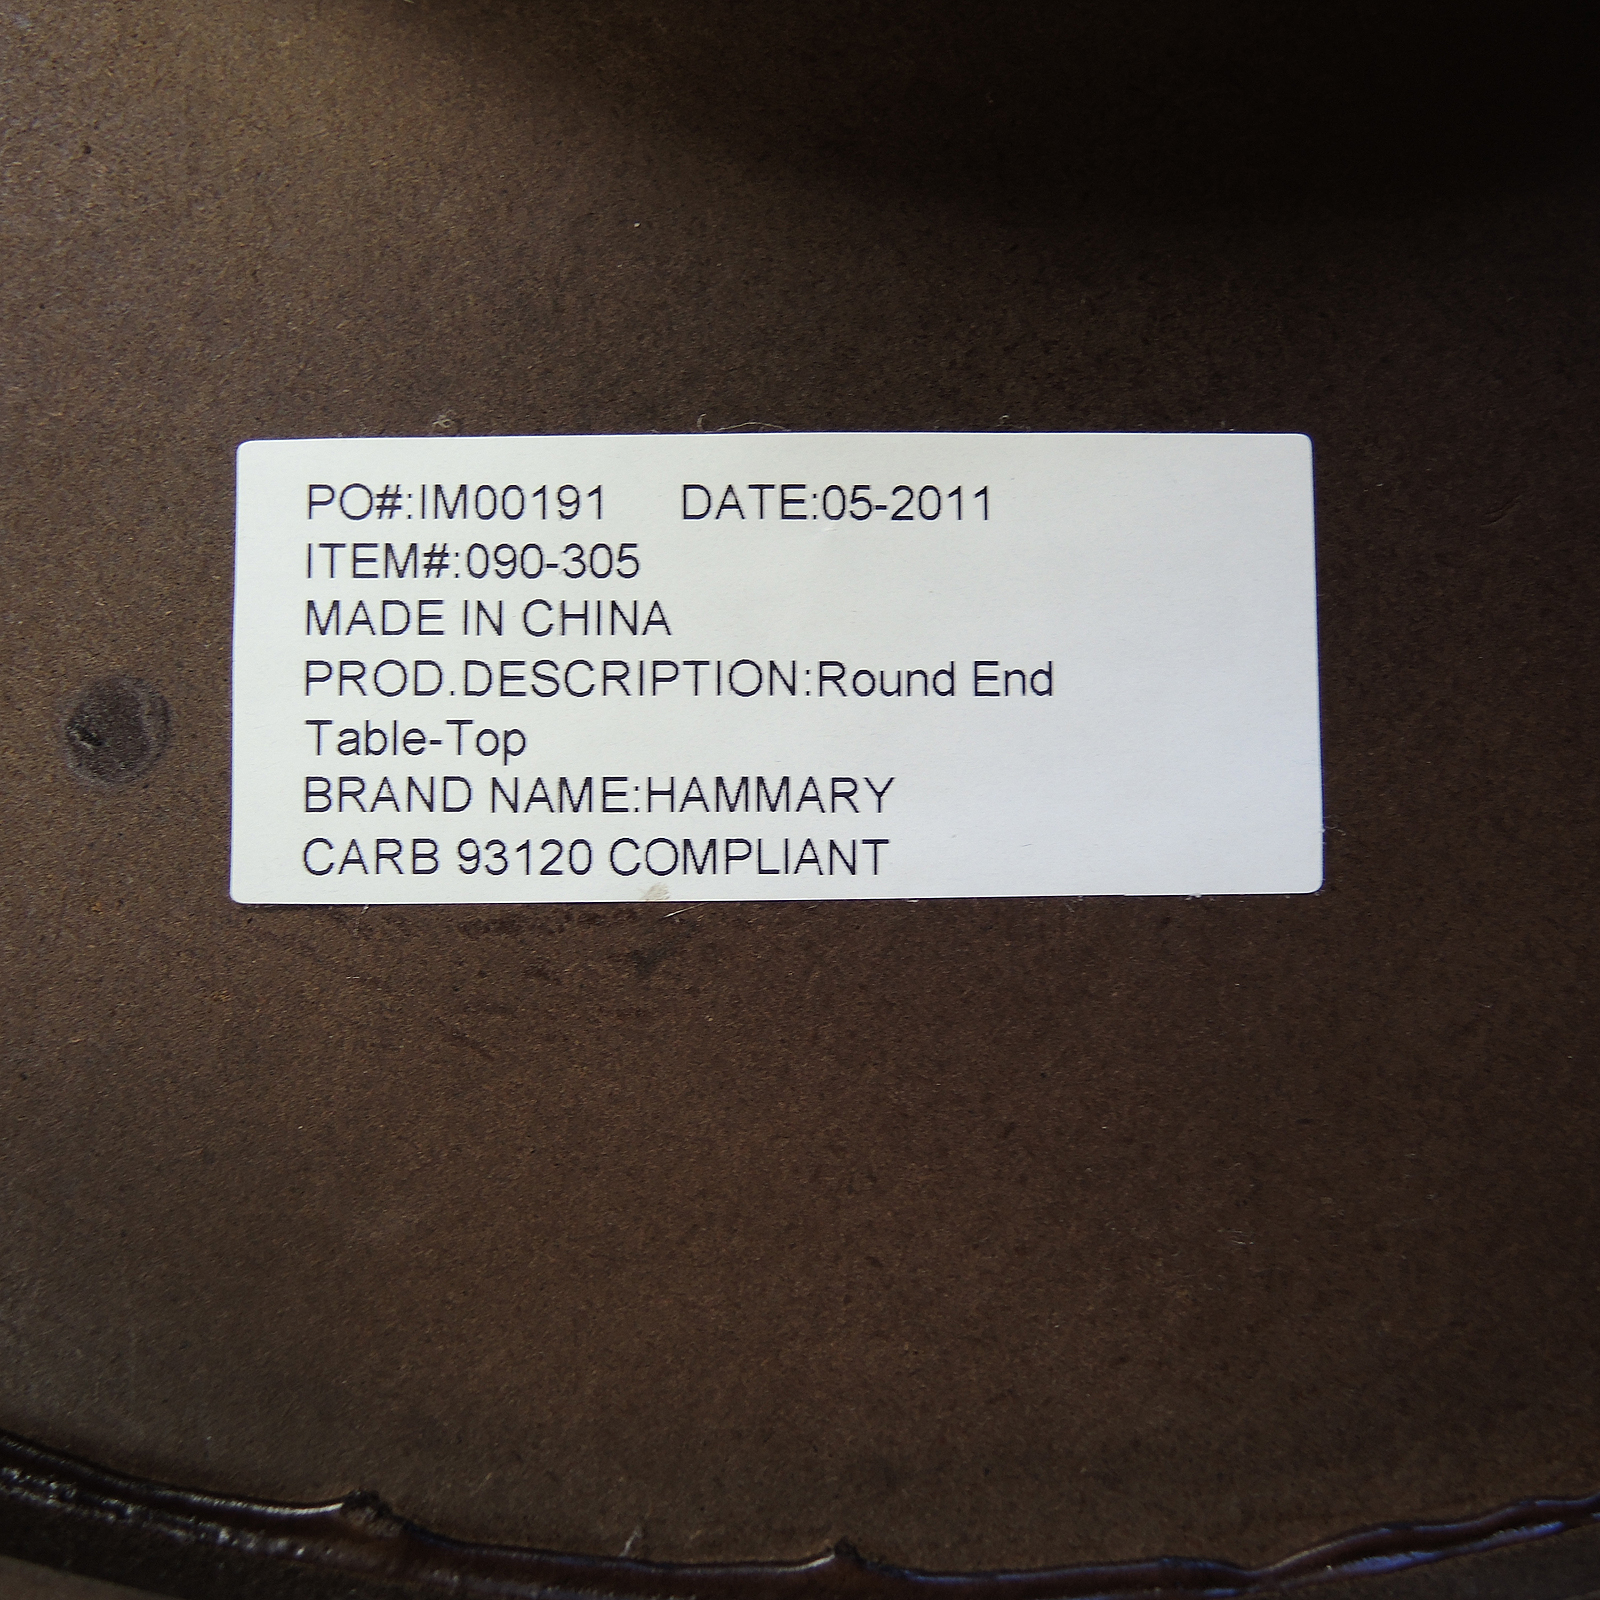 PO#:IM00191 DATE:05-2011
ITEM#:090-305
MADE IN CHINA
PROD.DESCRIPTION:Round End
Table-Top
BRAND NAME:HAMMARY
CARB 93120 COMPLIANT